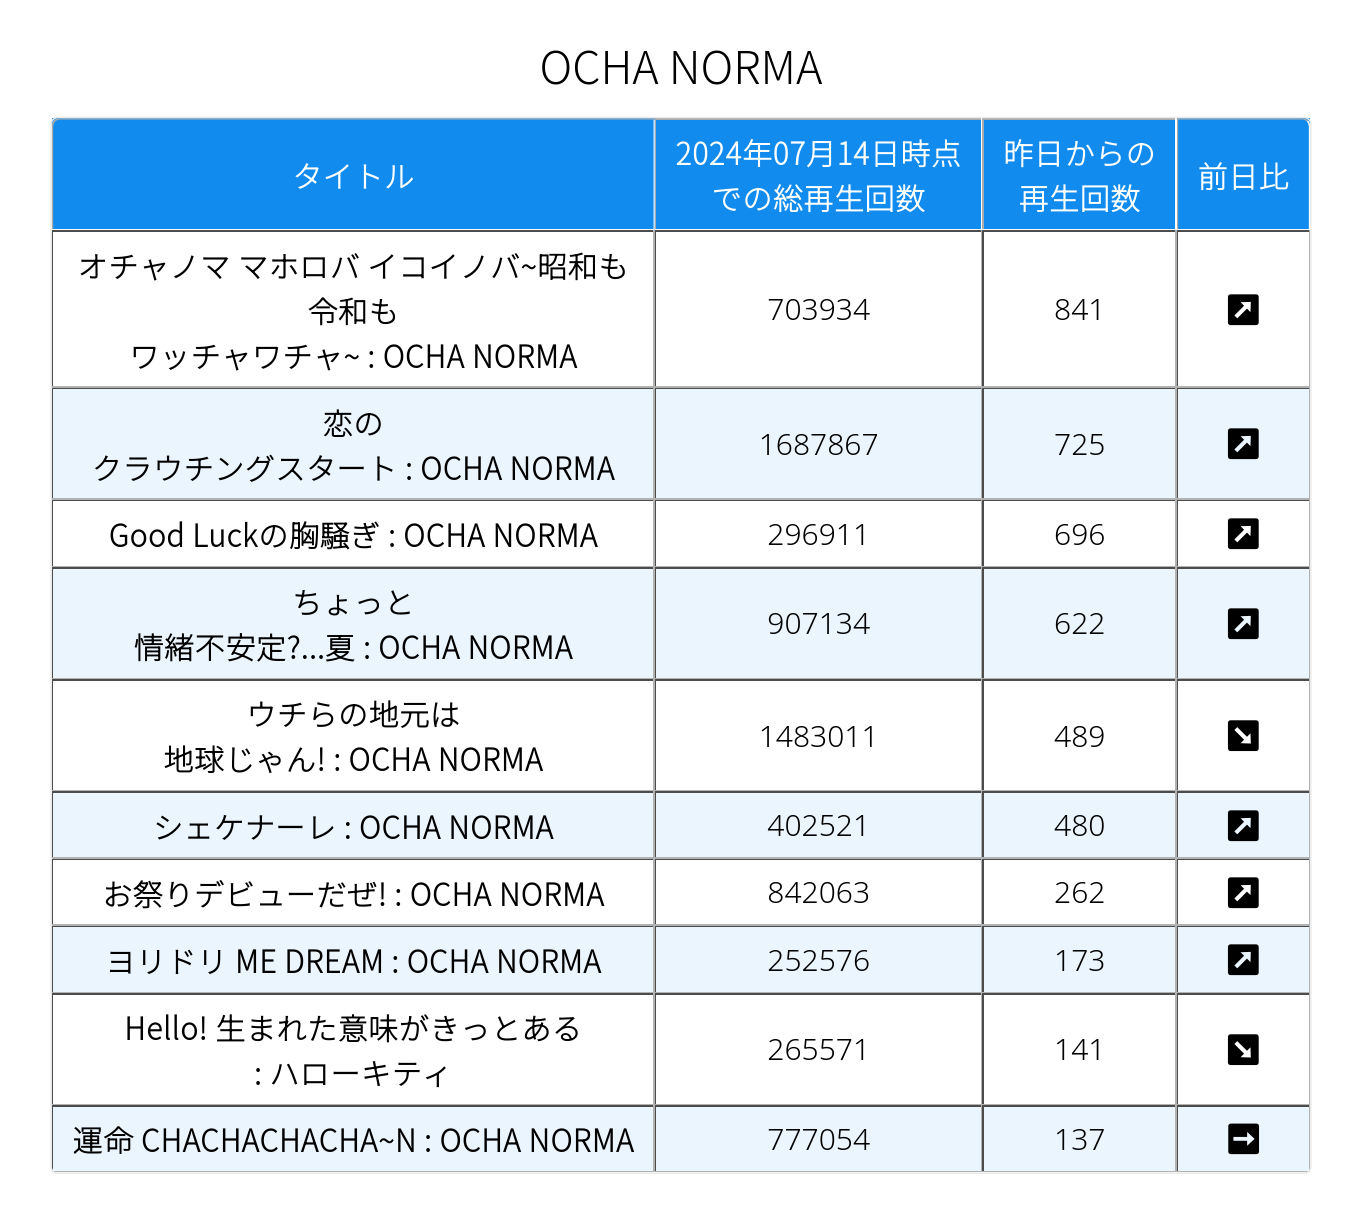 OCHA NORMA
タイトル
2024年07月14日時点
での総再生回数
昨日からの
再生回数
前日比
オチャノマ マホロバ イコイノバ~昭和も
令和も
ワッチャワチャ~ : OCHA NORMA
703934
841
恋の
クラウチングスタート : OCHA NORMA
1687867
725
Good Luckの胸騒ぎ : OCHA NORMA
296911
696
ちょっと
情緒不安定?...夏 : OCHA NORMA
907134
622
ウチらの地元は
地球じゃん! : OCHA NORMA
1483011
489
シェケナーレ : OCHA NORMA
402521
480
お祭りデビューだぜ! : OCHA NORMA
842063
262
ヨリドリ ME DREAM : OCHA NORMA
252576
173
Hello! 生まれた意味がきっとある
: ハローキティ
265571
141
運命 CHACHACHACHA~N : OCHA NORMA
777054
137